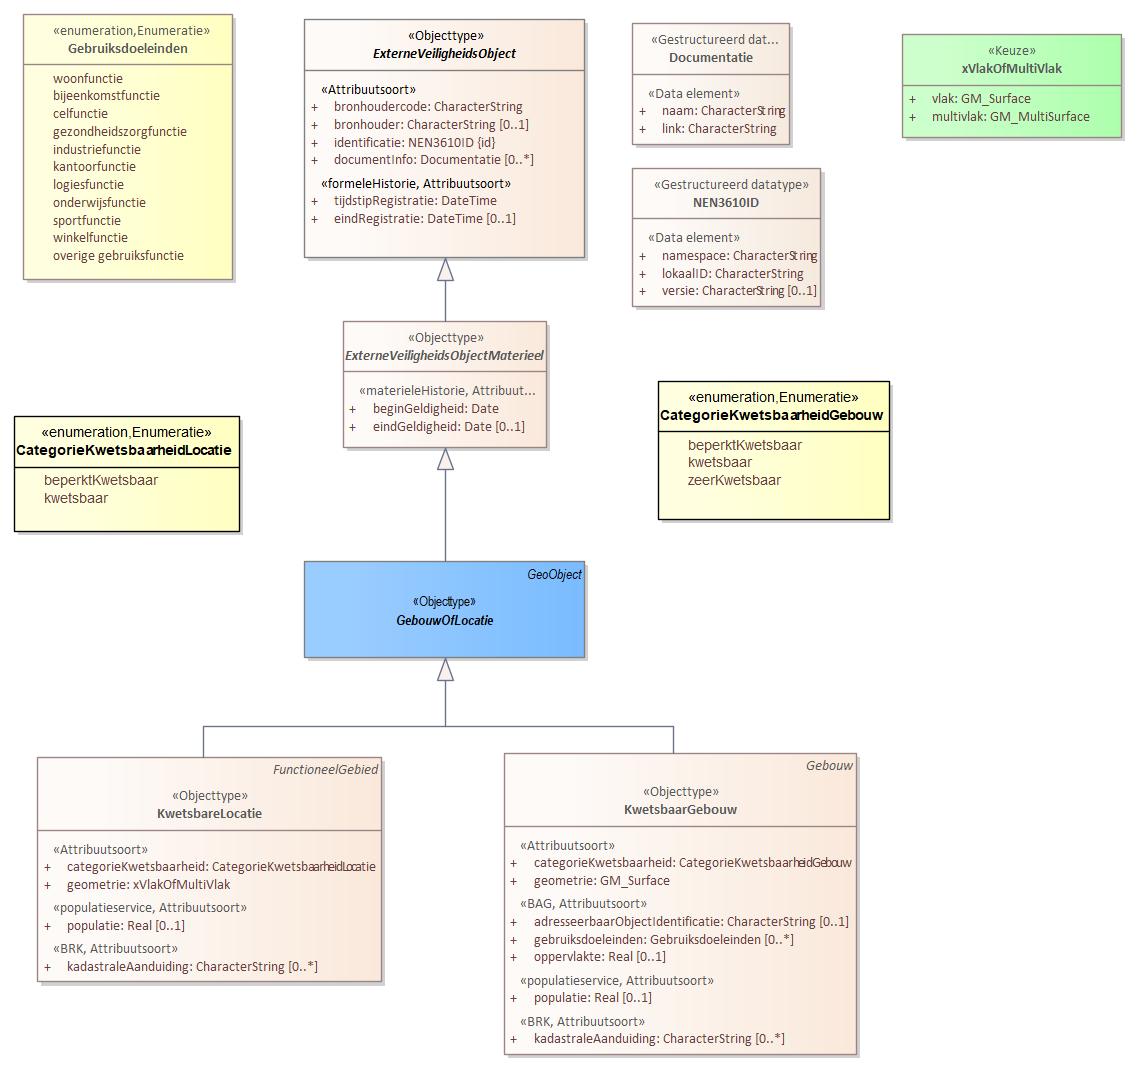 «enumeration,Enumeratie»
Gebruiksdoeleinden
woonfunctie
bijeenkomstfunctie
celfunctie
gezondheidszorgfunctie
industriefunctie
kantoorfunctie
logiesfunctie
onderwijsfunctie
sportfunctie
winkelfunctie
overige gebruiksfunctie
«Objecttype»
ExterneVeiligheidsObject
«Attribuutsoort»
+ bronhoudercode: CharacterString
+ bronhouder: CharacterString [0..1]
+ identificatie: NEN3610ID {id}
+ documentInfo: Documentatie [0..*]
«formeleHistorie, Attribuutsoort»
+ tijdstipRegistratie: DateTime
+ eindRegistratie: DateTime [0..1]
«Gestructureerd dat...
Documentatie
«Data element»
+ naam: CharacterString
+ link: CharacterString
«Keuze»
xVlakOfMultiVlak
+ vlak: GM_Surface
+ multivlak: GM_MultiSurface
«Gestructureerd datatype»
NEN3610ID
«Data element»
+ namespace: CharacterString
+ lokaalID: CharacterString
+ versie: CharacterString [0..1]
«Objecttype»
ExterneVeiligheidsObjectMaterieel
«materieleHistorie, Attribuut...
+ beginGeldigheid: Date
+ eindGeldigheid: Date [0..1]
«enumeration,Enumeratie»
CategorieKwetsbaarheidLocatie
beperktKwetsbaar
kwetsbaar
«enumeration,Enumeratie»
CategorieKwetsbaarheidGebouw
beperktKwetsbaar
kwetsbaar
zeerKwetsbaar
GeoObject
«Objecttype»
GebouwOfLocatie
FunctioneelGebied
«Objecttype»
KwetsbareLocatie
«Attribuutsoort»
+ categorieKwetsbaarheid: CategorieKwetsbaarheidLocatie
+ geometrie: xVlakOfMultiVlak
«populatieservice, Attribuutsoort»
+ populatie: Real [0..1]
«BRK, Attribuutsoort»
+ kadastraleAanduiding: CharacterString [0..*]
Gebouw
«Objecttype»
KwetsbaarGebouw
«Attribuutsoort»
+ categorieKwetsbaarheid: CategorieKwetsbaarheidGebouw
+ geometrie: GM_Surface
«BAG, Attribuutsoort»
+ adresseerbaarObjectIdentificatie: CharacterString [0..1]
+ gebruiksdoeleinden: Gebruiksdoeleinden [0..*]
+ oppervlakte: Real [0..1]
«populatieservice, Attribuutsoort»
+ populatie: Real [0..1]
«BRK, Attribuutsoort»
+ kadastraleAanduiding: CharacterString [0..*]